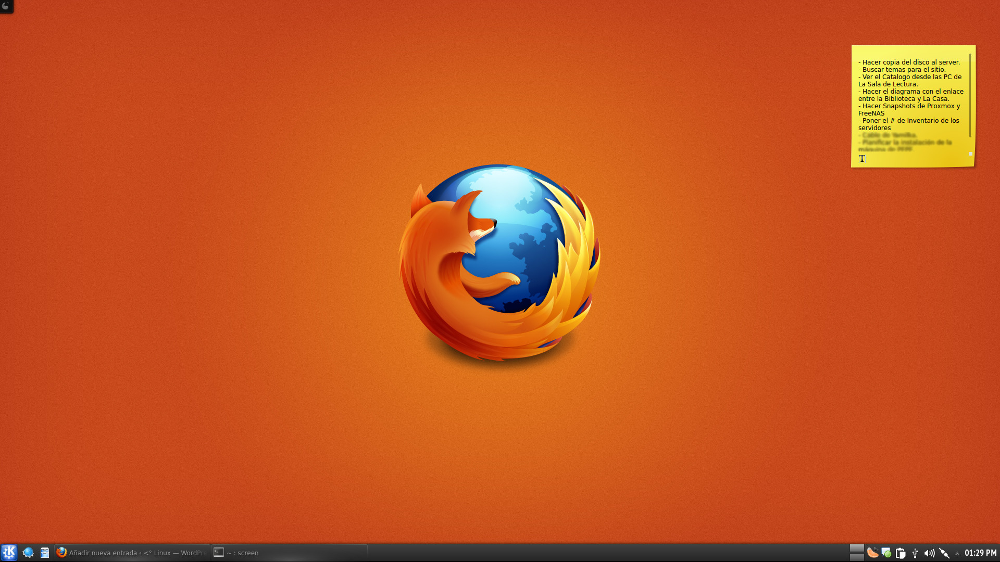 - Hacer copia del disco al server.
- Buscar temas para el sitio.
- Ver el Catalogo desde las PC de
La Sala de Lectura.
- Hacer el diagrama con el enlace
entre la Biblioteca y La Casa.
- Hacer Snapshots de Proxmox y
FreeNAS
- Poner el # de Inventario de los
servidores
- Cable de
- Planificar la instalación de la
máquina de
T
Añadir nueva entrada ‹ <° Linux — WordPre
~ : screen
01:29 PM